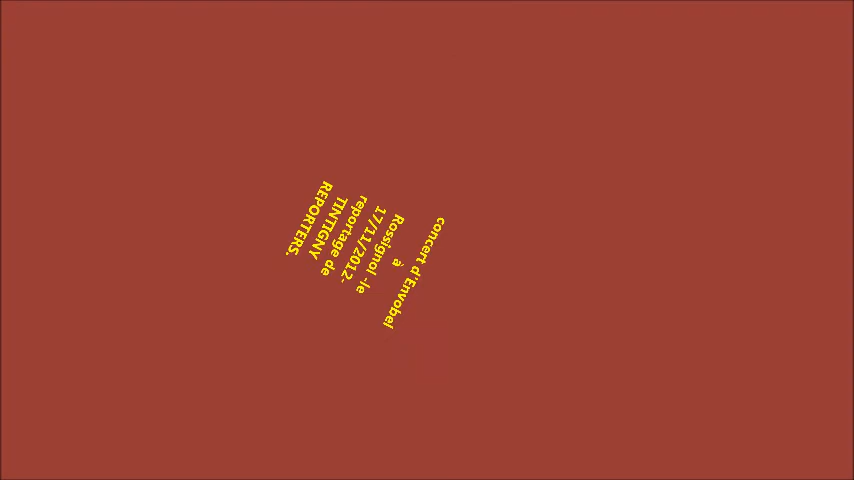 concert d'Envobel
à
Rossignol -le
17/11/2012-
reportage de
TINTIGNY
REPORTERS.